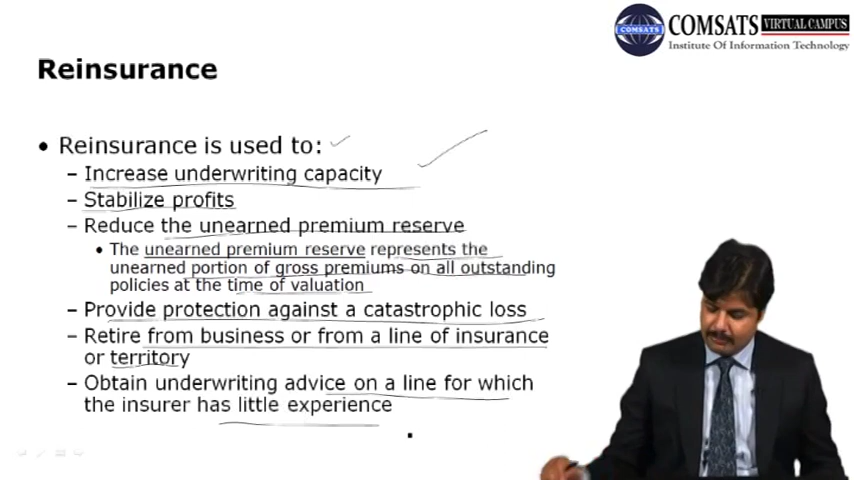 COMSATS
COMSATS VIRTUAL CAMPUS
Institute Of Information Technology
Reinsurance
• Reinsurance is used to:
– Increase underwriting capacity
– Stabilize profits
– Reduce the unearned premium reserve
• The unearned premium reserve represents the
unearned portion of gross premiums on all outstanding
policies at the time of valuation
– Provide protection against a catastrophic loss
– Retire from business or from a line of insurance
or territory
– Obtain underwriting advice on a line for which
the insurer has little experience